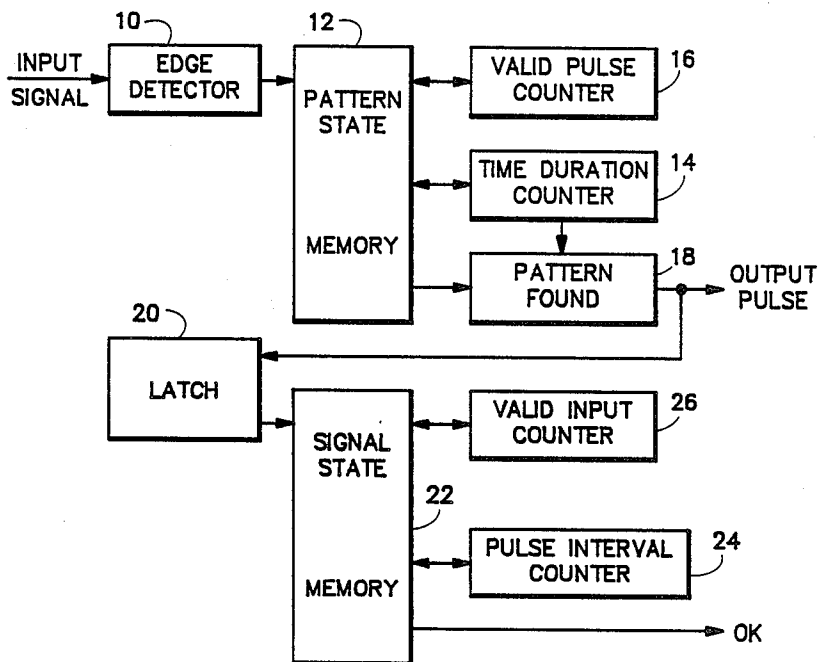 10
INPUT
SIGNAL
EDGE
DETECTOR
12
PATTERN
STATE
MEMORY
VALID PULSE
COUNTER
16
TIME DURATION
COUNTER
14
PATTERN
FOUND
18
OUTPUT
PULSE
20
LATCH
SIGNAL
STATE
MEMORY
22
VALID INPUT
COUNTER
26
PULSE INTERVAL
COUNTER
24
OK